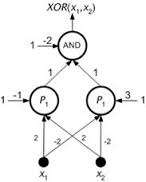 XOR(x₁,x₂)
1 -2 AND
1 1
1 -1 P₁ P₁ 3 1
2 -2 2 -2
x₁ x₂